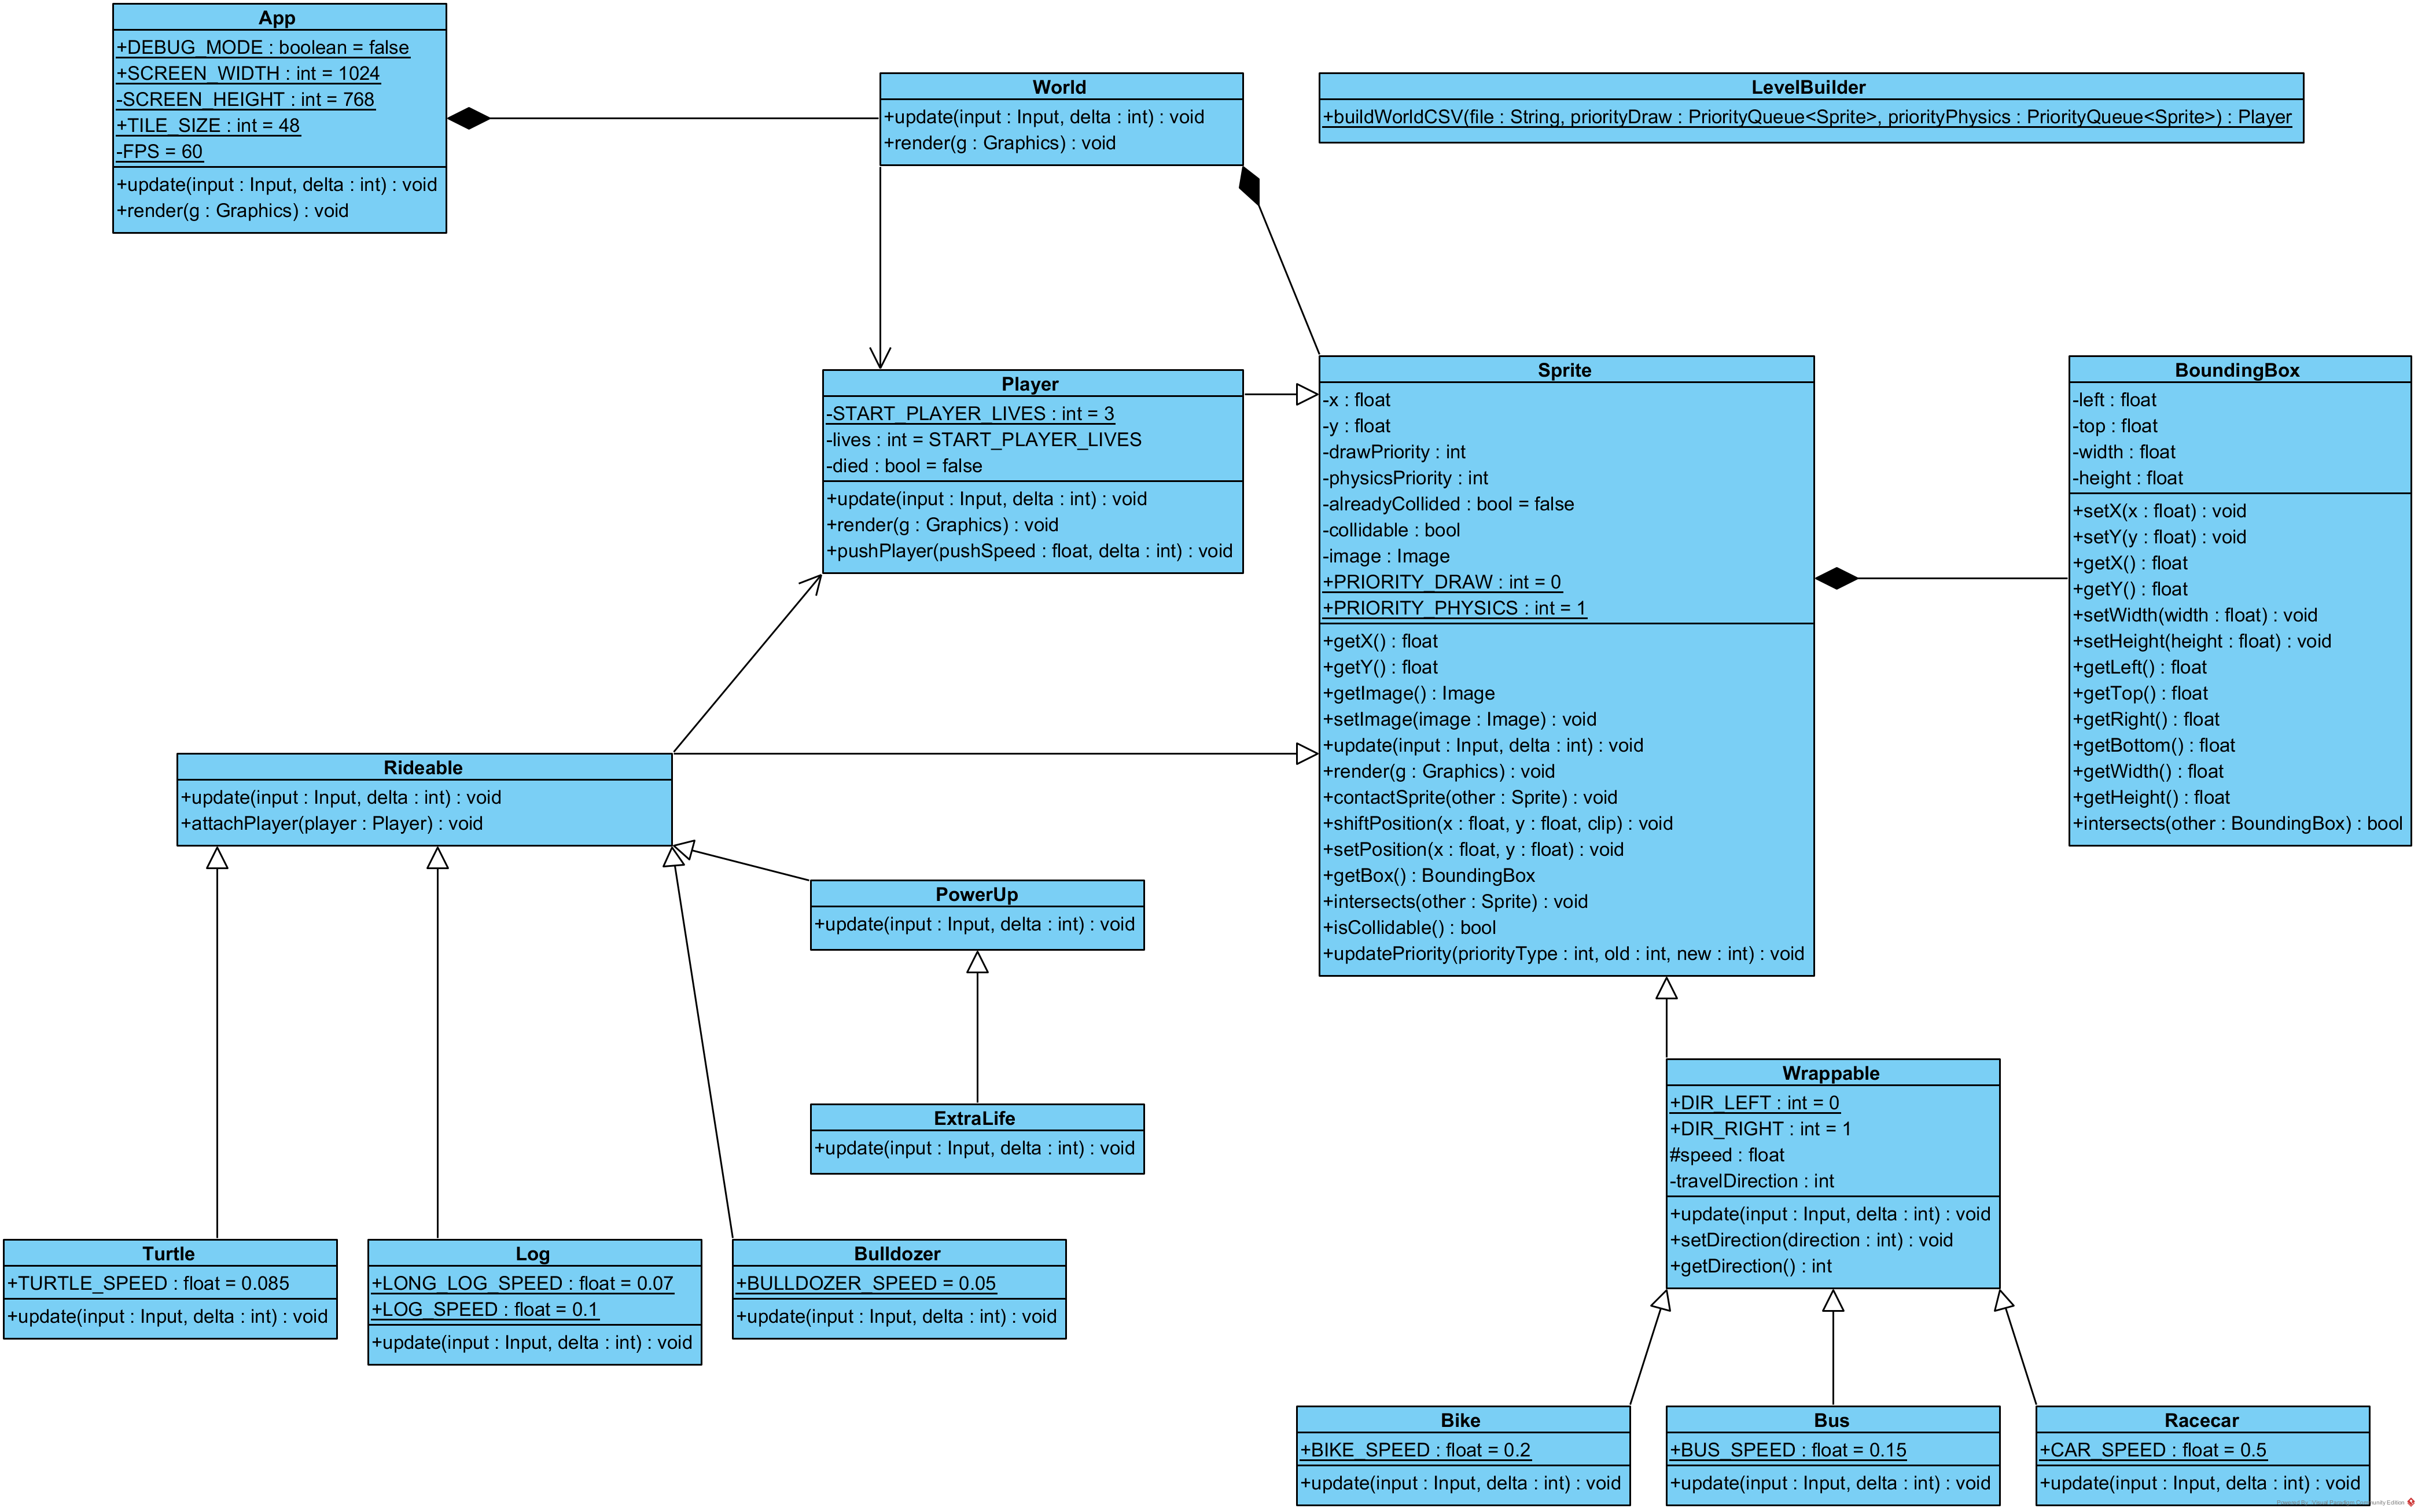 App
+DEBUG_MODE : boolean = false
+SCREEN_WIDTH : int = 1024
-SCREEN_HEIGHT : int = 768
+TILE_SIZE : int = 48
-FPS = 60
+update(input : Input, delta : int) : void
+render(g : Graphics) : void
World
+update(input : Input, delta : int) : void
+render(g : Graphics) : void
LevelBuilder
+buildWorldCSV(file : String, priorityDraw : PriorityQueue<Sprite>, priorityPhysics : PriorityQueue<Sprite>) : Player
Player
-START_PLAYER_LIVES : int = 3
-lives : int = START_PLAYER_LIVES
-died : bool = false
+update(input : Input, delta : int) : void
+render(g : Graphics) : void
+pushPlayer(pushSpeed : float, delta : int) : void
Sprite
-x : float
-y : float
-drawPriority : int
-physicsPriority : int
-alreadyCollided : bool = false
-collidable : bool
-image : Image
+PRIORITY_DRAW : int = 0
+PRIORITY_PHYSICS : int = 1
+getX() : float
+getY() : float
+getImage() : Image
+setImage(image : Image) : void
+update(input : Input, delta : int) : void
+render(g : Graphics) : void
+contactSprite(other : Sprite) : void
+shiftPosition(x : float, y : float, clip) : void
+setPosition(x : float, y : float) : void
+getBox() : BoundingBox
+intersects(other : Sprite) : void
+isCollidable() : bool
+updatePriority(priorityType : int, old : int, new : int) : void
BoundingBox
-left : float
-top : float
-width : float
-height : float
+setX(x : float) : void
+setY(y : float) : void
+getX() : float
+getY() : float
+setWidth(width : float) : void
+setHeight(height : float) : void
+getLeft() : float
+getTop() : float
+getRight() : float
+getBottom() : float
+getWidth() : float
+getHeight() : float
+intersects(other : BoundingBox) : bool
Rideable
+update(input : Input, delta : int) : void
+attachPlayer(player : Player) : void
PowerUp
+update(input : Input, delta : int) : void
ExtraLife
+update(input : Input, delta : int) : void
Wrappable
+DIR_LEFT : int = 0
+DIR_RIGHT : int = 1
#speed : float
-travelDirection : int
+update(input : Input, delta : int) : void
+setDirection(direction : int) : void
+getDirection() : int
Turtle
+TURTLE_SPEED : float = 0.085
+update(input : Input, delta : int) : void
Log
+LONG_LOG_SPEED : float = 0.07
+LOG_SPEED : float = 0.1
+update(input : Input, delta : int) : void
Bulldozer
+BULLDOZER_SPEED = 0.05
+update(input : Input, delta : int) : void
Bike
+BIKE_SPEED : float = 0.2
+update(input : Input, delta : int) : void
Bus
+BUS_SPEED : float = 0.15
+update(input : Input, delta : int) : void
Racecar
+CAR_SPEED : float = 0.5
+update(input : Input, delta : int) : void
Powered By Visual Paradigm Community Edition